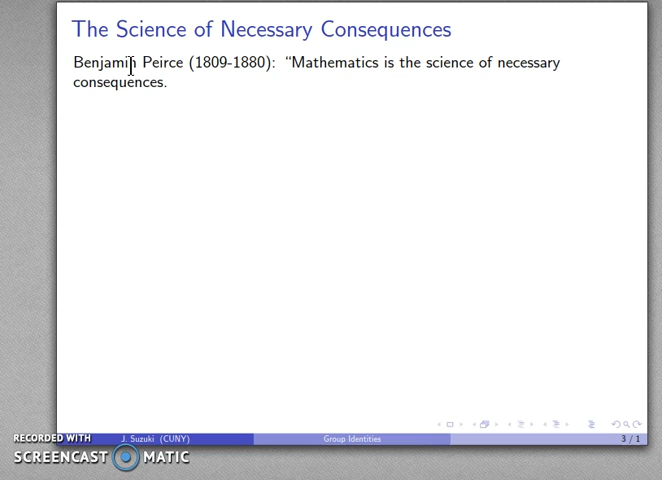 The Science of Necessary Consequences
Benjamin Peirce (1809-1880): “Mathematics is the science of necessary
consequences.
J. Suzuki (CUNY)
Group Identities
3 / 1
RECORDED WITH
SCREENCAST MATIC